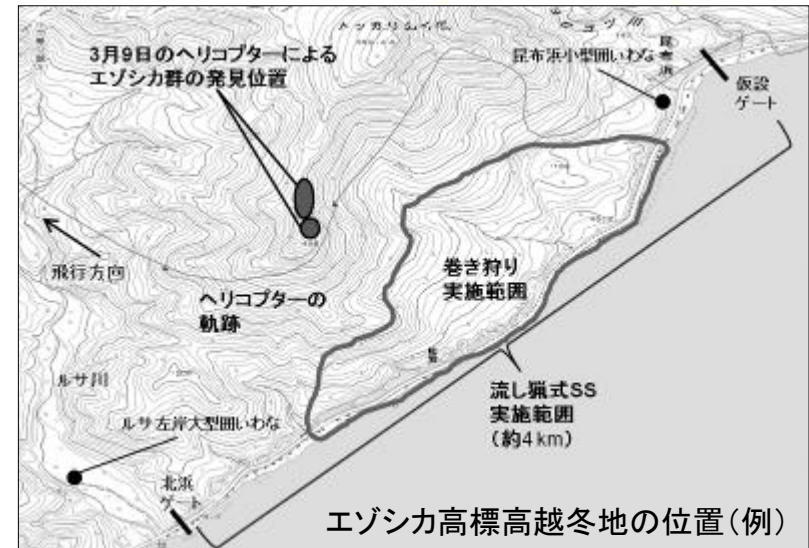 3月9日のヘリコプターによる
エゾシカ群の発見位置
昆布浜小型囲いわな
昆布浜
仮設
ゲート
飛行方向
ヘリコプターの
軌跡
巻き狩り
実施範囲
ルサ川
ルサ左岸大型囲いわな
流し猟式SS
実施範囲
(約4km)
北浜
ゲート
エゾシカ高標高越冬地の位置(例)